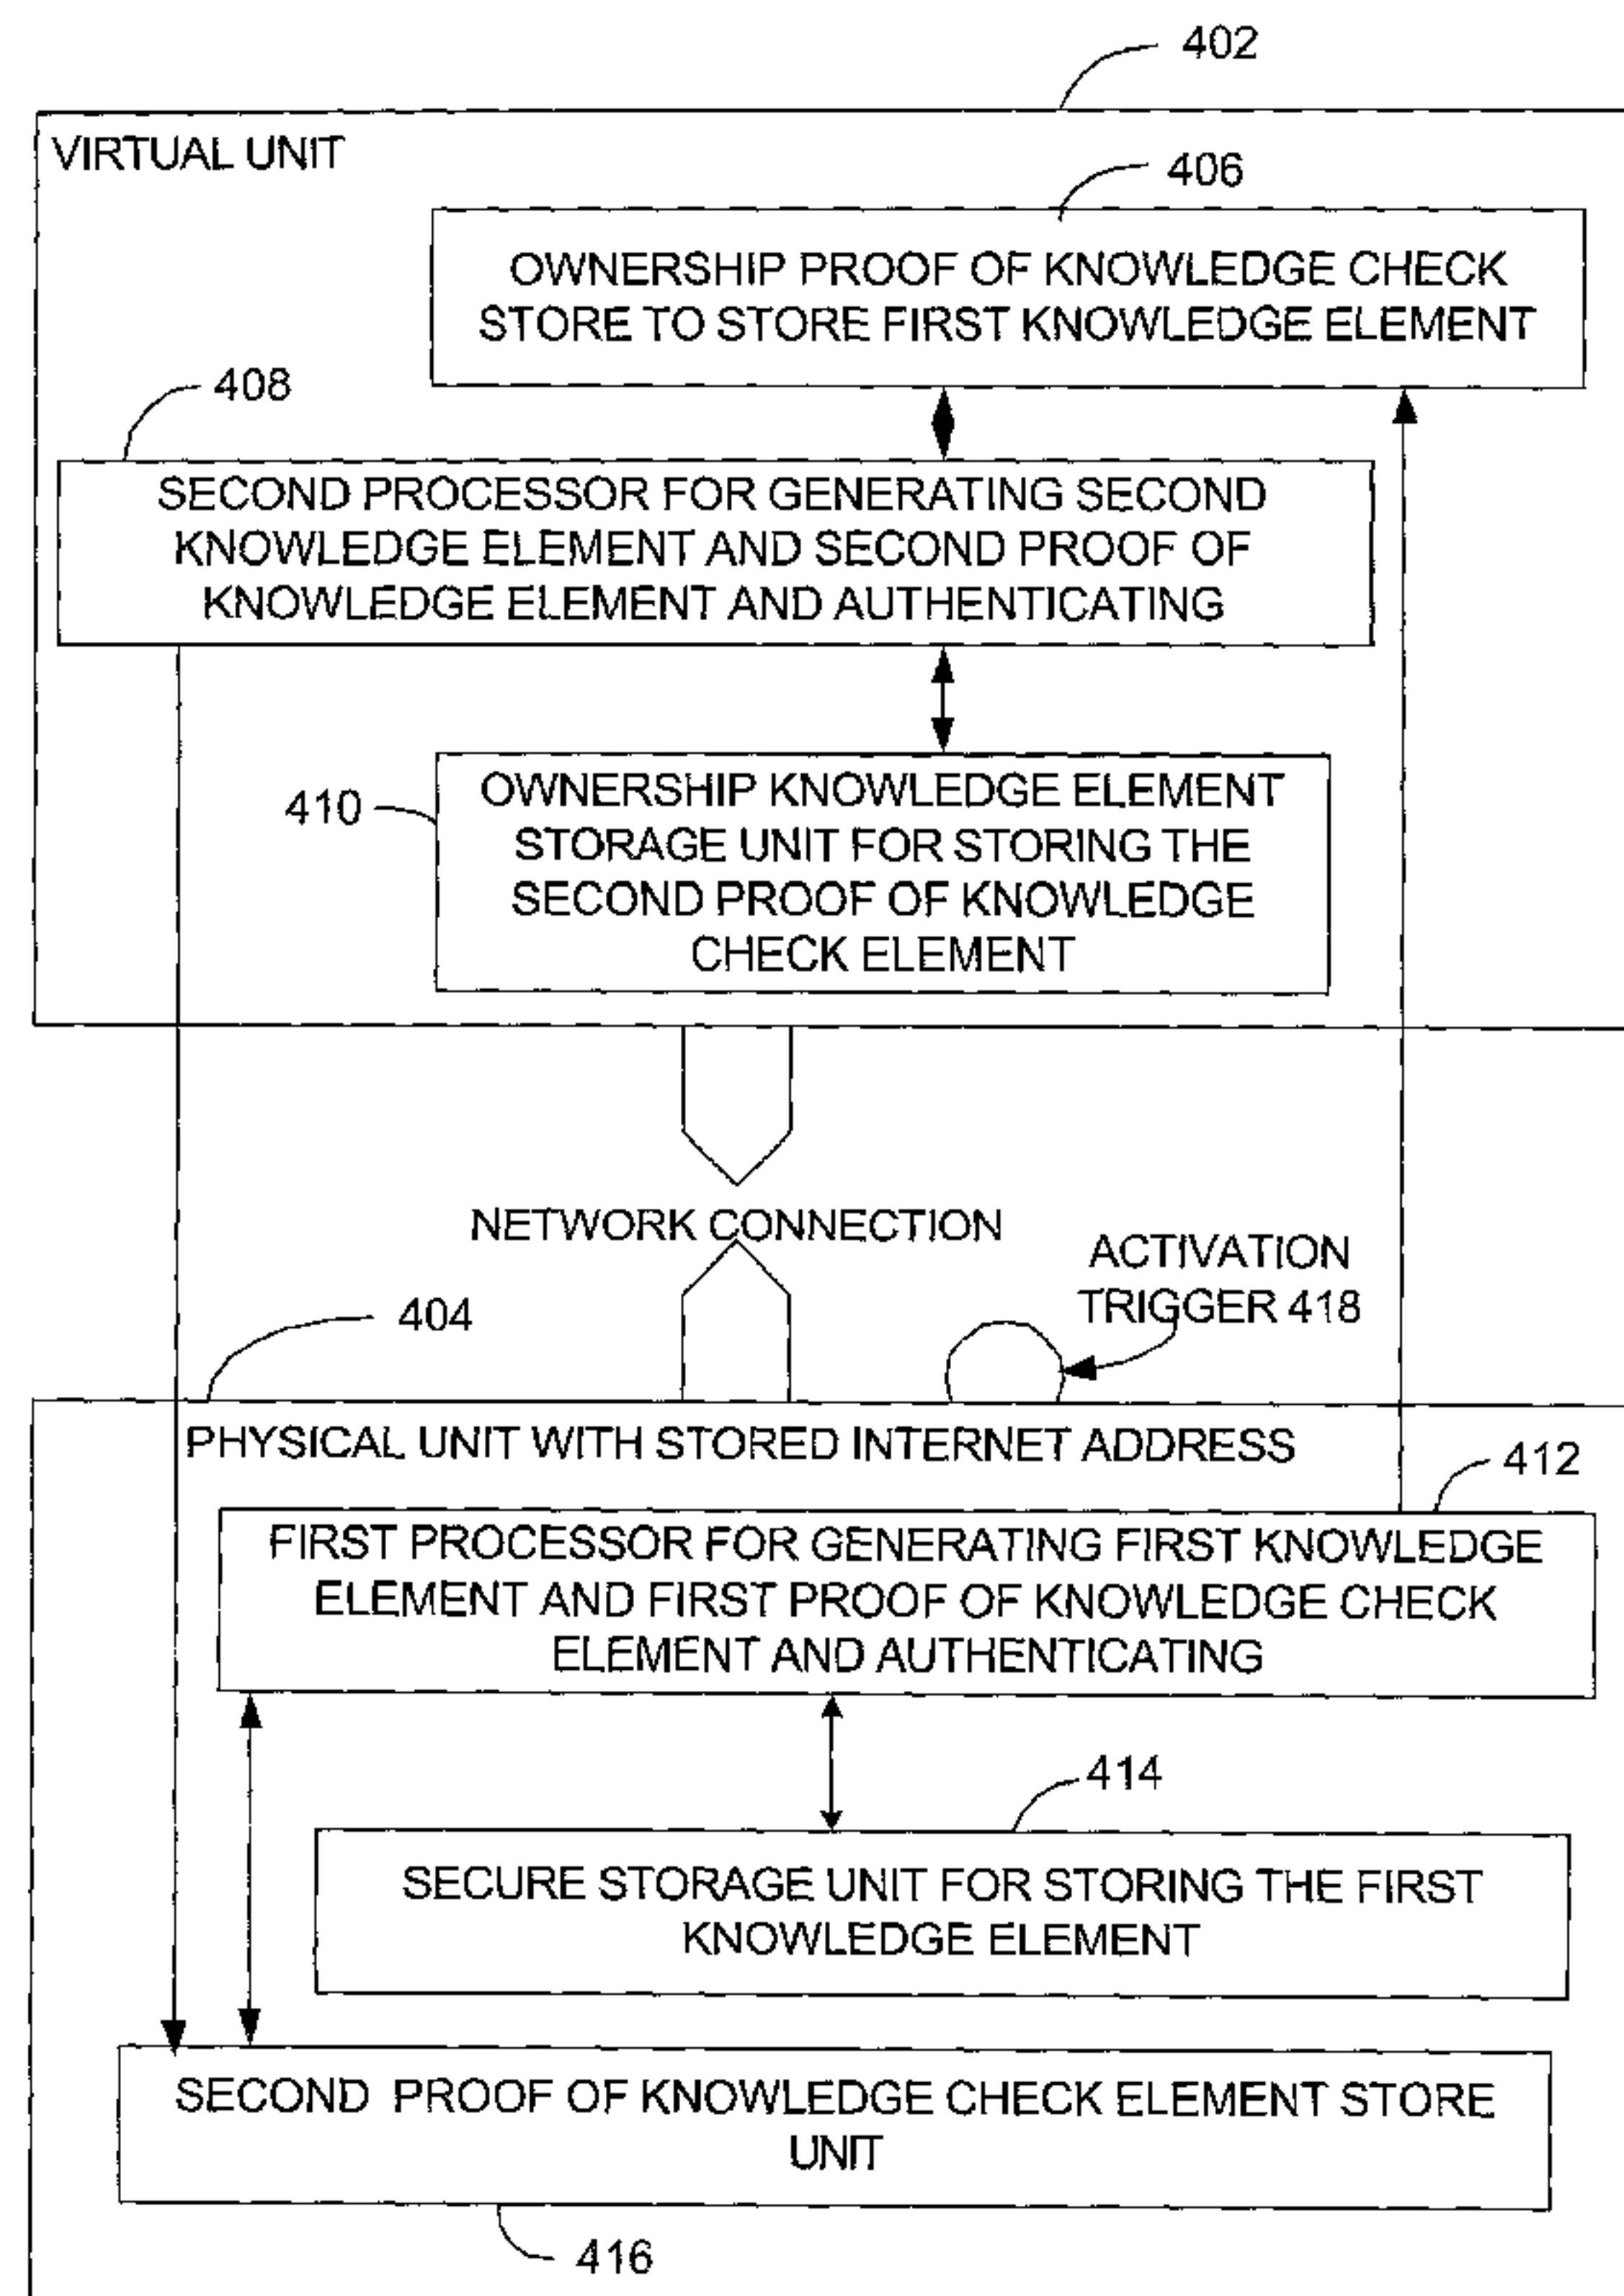 402
VIRTUAL UNIT
406
OWNERSHIP PROOF OF KNOWLEDGE CHECK
STORE TO STORE FIRST KNOWLEDGE ELEMENT
408
SECOND PROCESSOR FOR GENERATING SECOND
KNOWLEDGE ELEMENT AND SECOND PROOF OF
KNOWLEDGE ELEMENT AND AUTHENTICATING
410
OWNERSHIP KNOWLEDGE ELEMENT
STORAGE UNIT FOR STORING THE
SECOND PROOF OF KNOWLEDGE
CHECK ELEMENT
NETWORK CONNECTION
ACTIVATION
TRIGGER 418
404
PHYSICAL UNIT WITH STORED INTERNET ADDRESS
412
FIRST PROCESSOR FOR GENERATING FIRST KNOWLEDGE
ELEMENT AND FIRST PROOF OF KNOWLEDGE CHECK
ELEMENT AND AUTHENTICATING
414
SECURE STORAGE UNIT FOR STORING THE FIRST
KNOWLEDGE ELEMENT
SECOND PROOF OF KNOWLEDGE CHECK ELEMENT STORE
UNIT
416